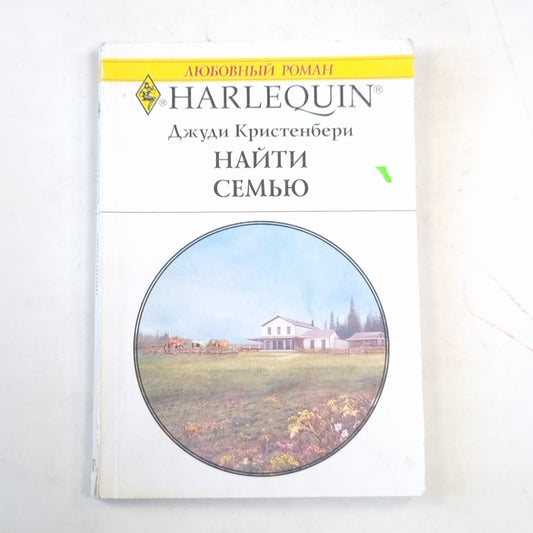 ЛЮБОВНЫЙ РОМАН
® HARLEQUIN®
Джуди Кристенбери
НАЙТИ
СЕМЬЮ